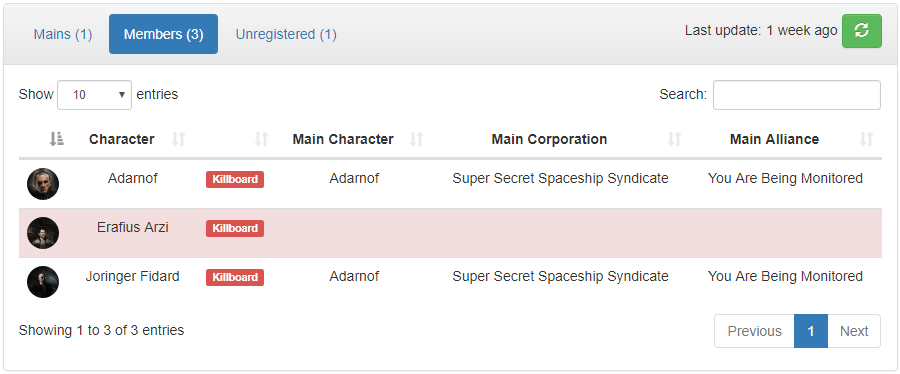 Mains (1) Members (3) Unregistered (1) Last update: 1 week ago
Show 10 entries Search:
Character Main Character Main Corporation Main Alliance
Adarnof Killboard Adarnof Super Secret Spaceship Syndicate You Are Being Monitored
Erafius Arzi Killboard
Joringer Fidard Killboard Adarnof Super Secret Spaceship Syndicate You Are Being Monitored
Showing 1 to 3 of 3 entries Previous 1 Next